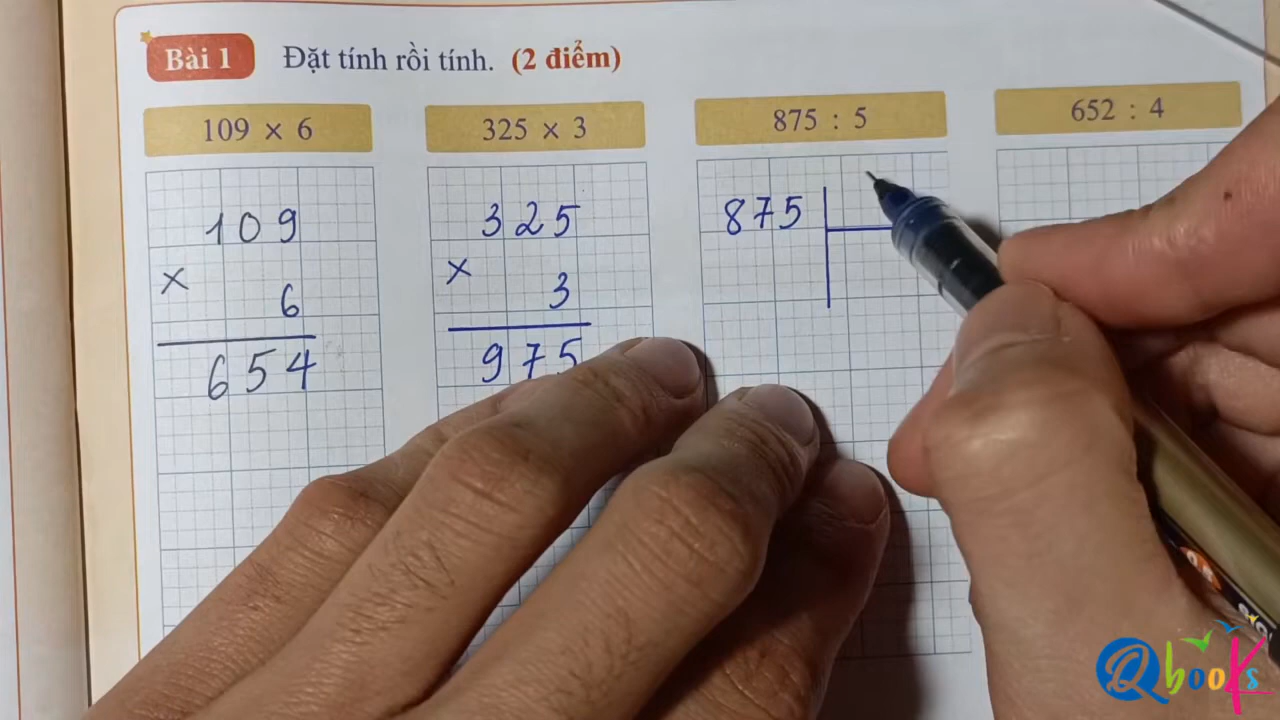 Bài 1 Đặt tính rồi tính. (2 điểm)
109 × 6
325 × 3
875 : 5
652 : 4
109
×
6
654
325
×
3
975
875
Qbooks